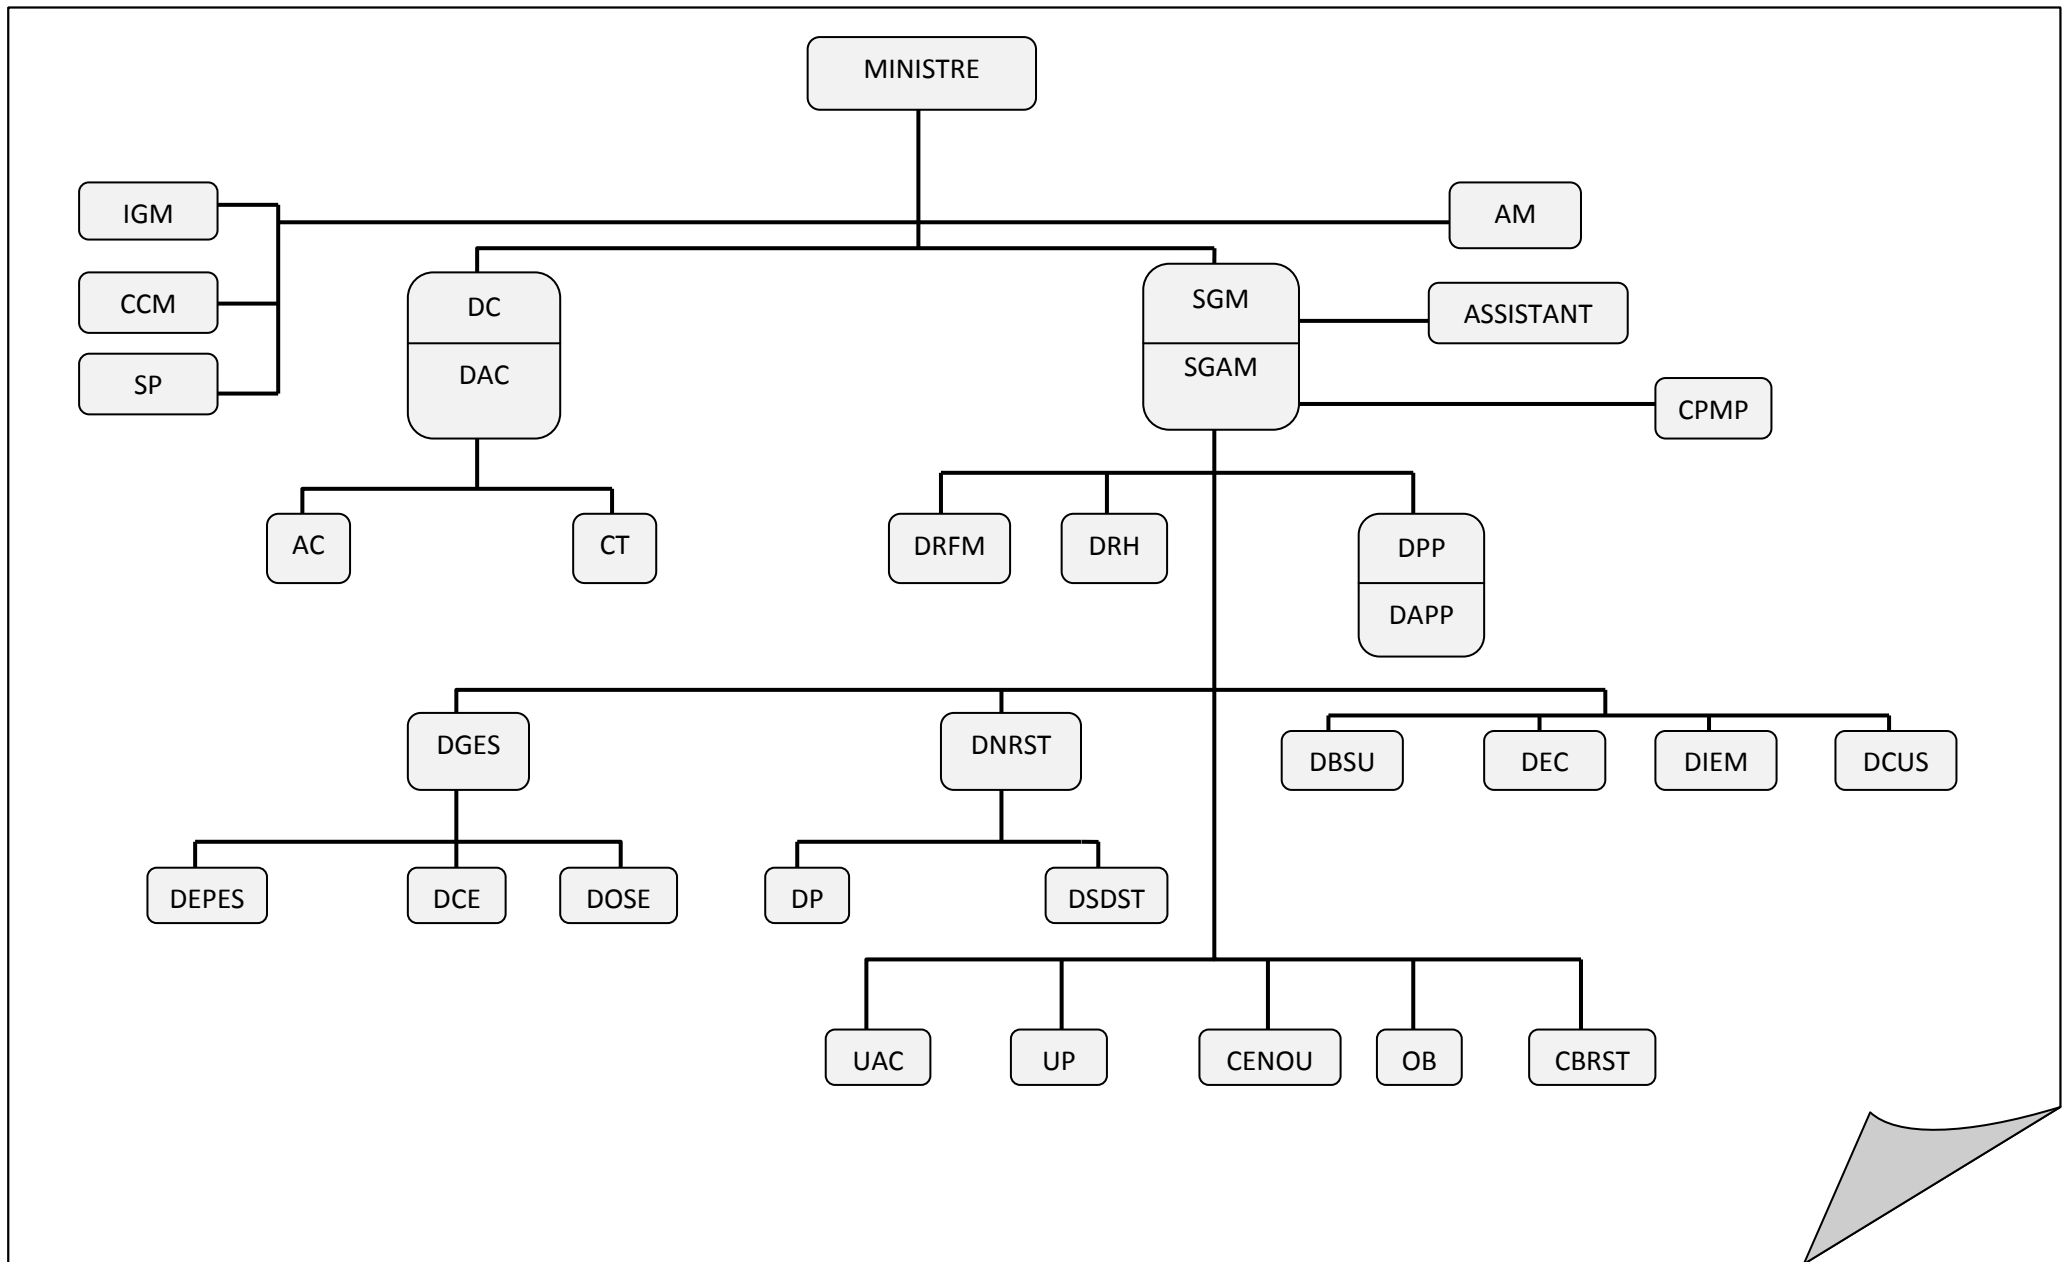 MINISTRE
IGM
AM
CCM
DC
SGM
ASSISTANT
SP
DAC
SGAM
CPMP
AC
CT
DRFM
DRH
DPP
DAPP
DGES
DNRST
DBSU
DEC
DIEM
DCUS
DEPES
DCE
DOSE
DP
DSDST
UAC
UP
CENOU
OB
CBRST